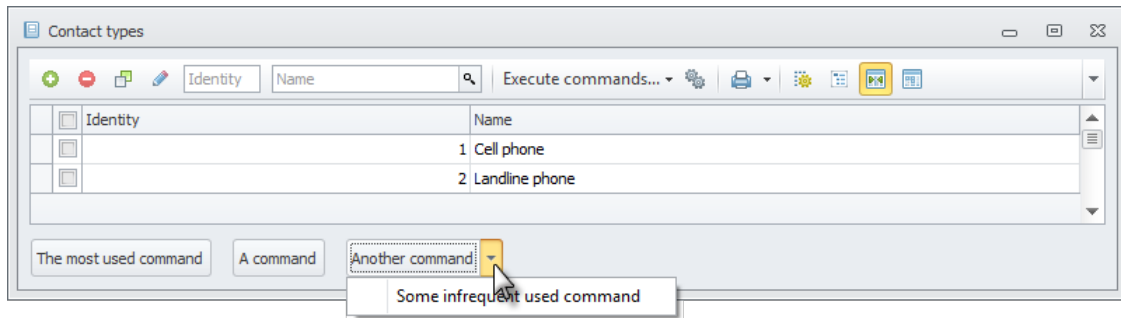 Contact types
Identity Name Execute commands...
Identity Name
1 Cell phone
2 Landline phone
The most used command A command Another command
Some infrequent used command